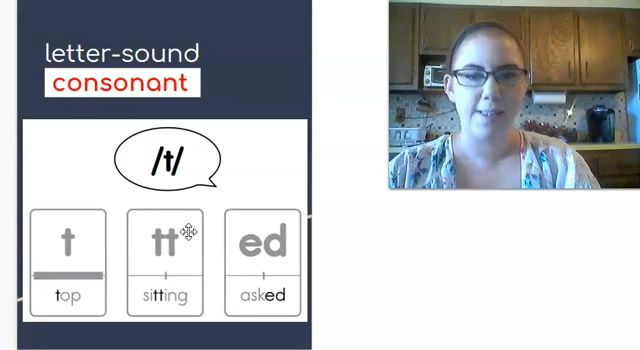 letter-sound
consonant
/t/
t tt ed
top sitting asked